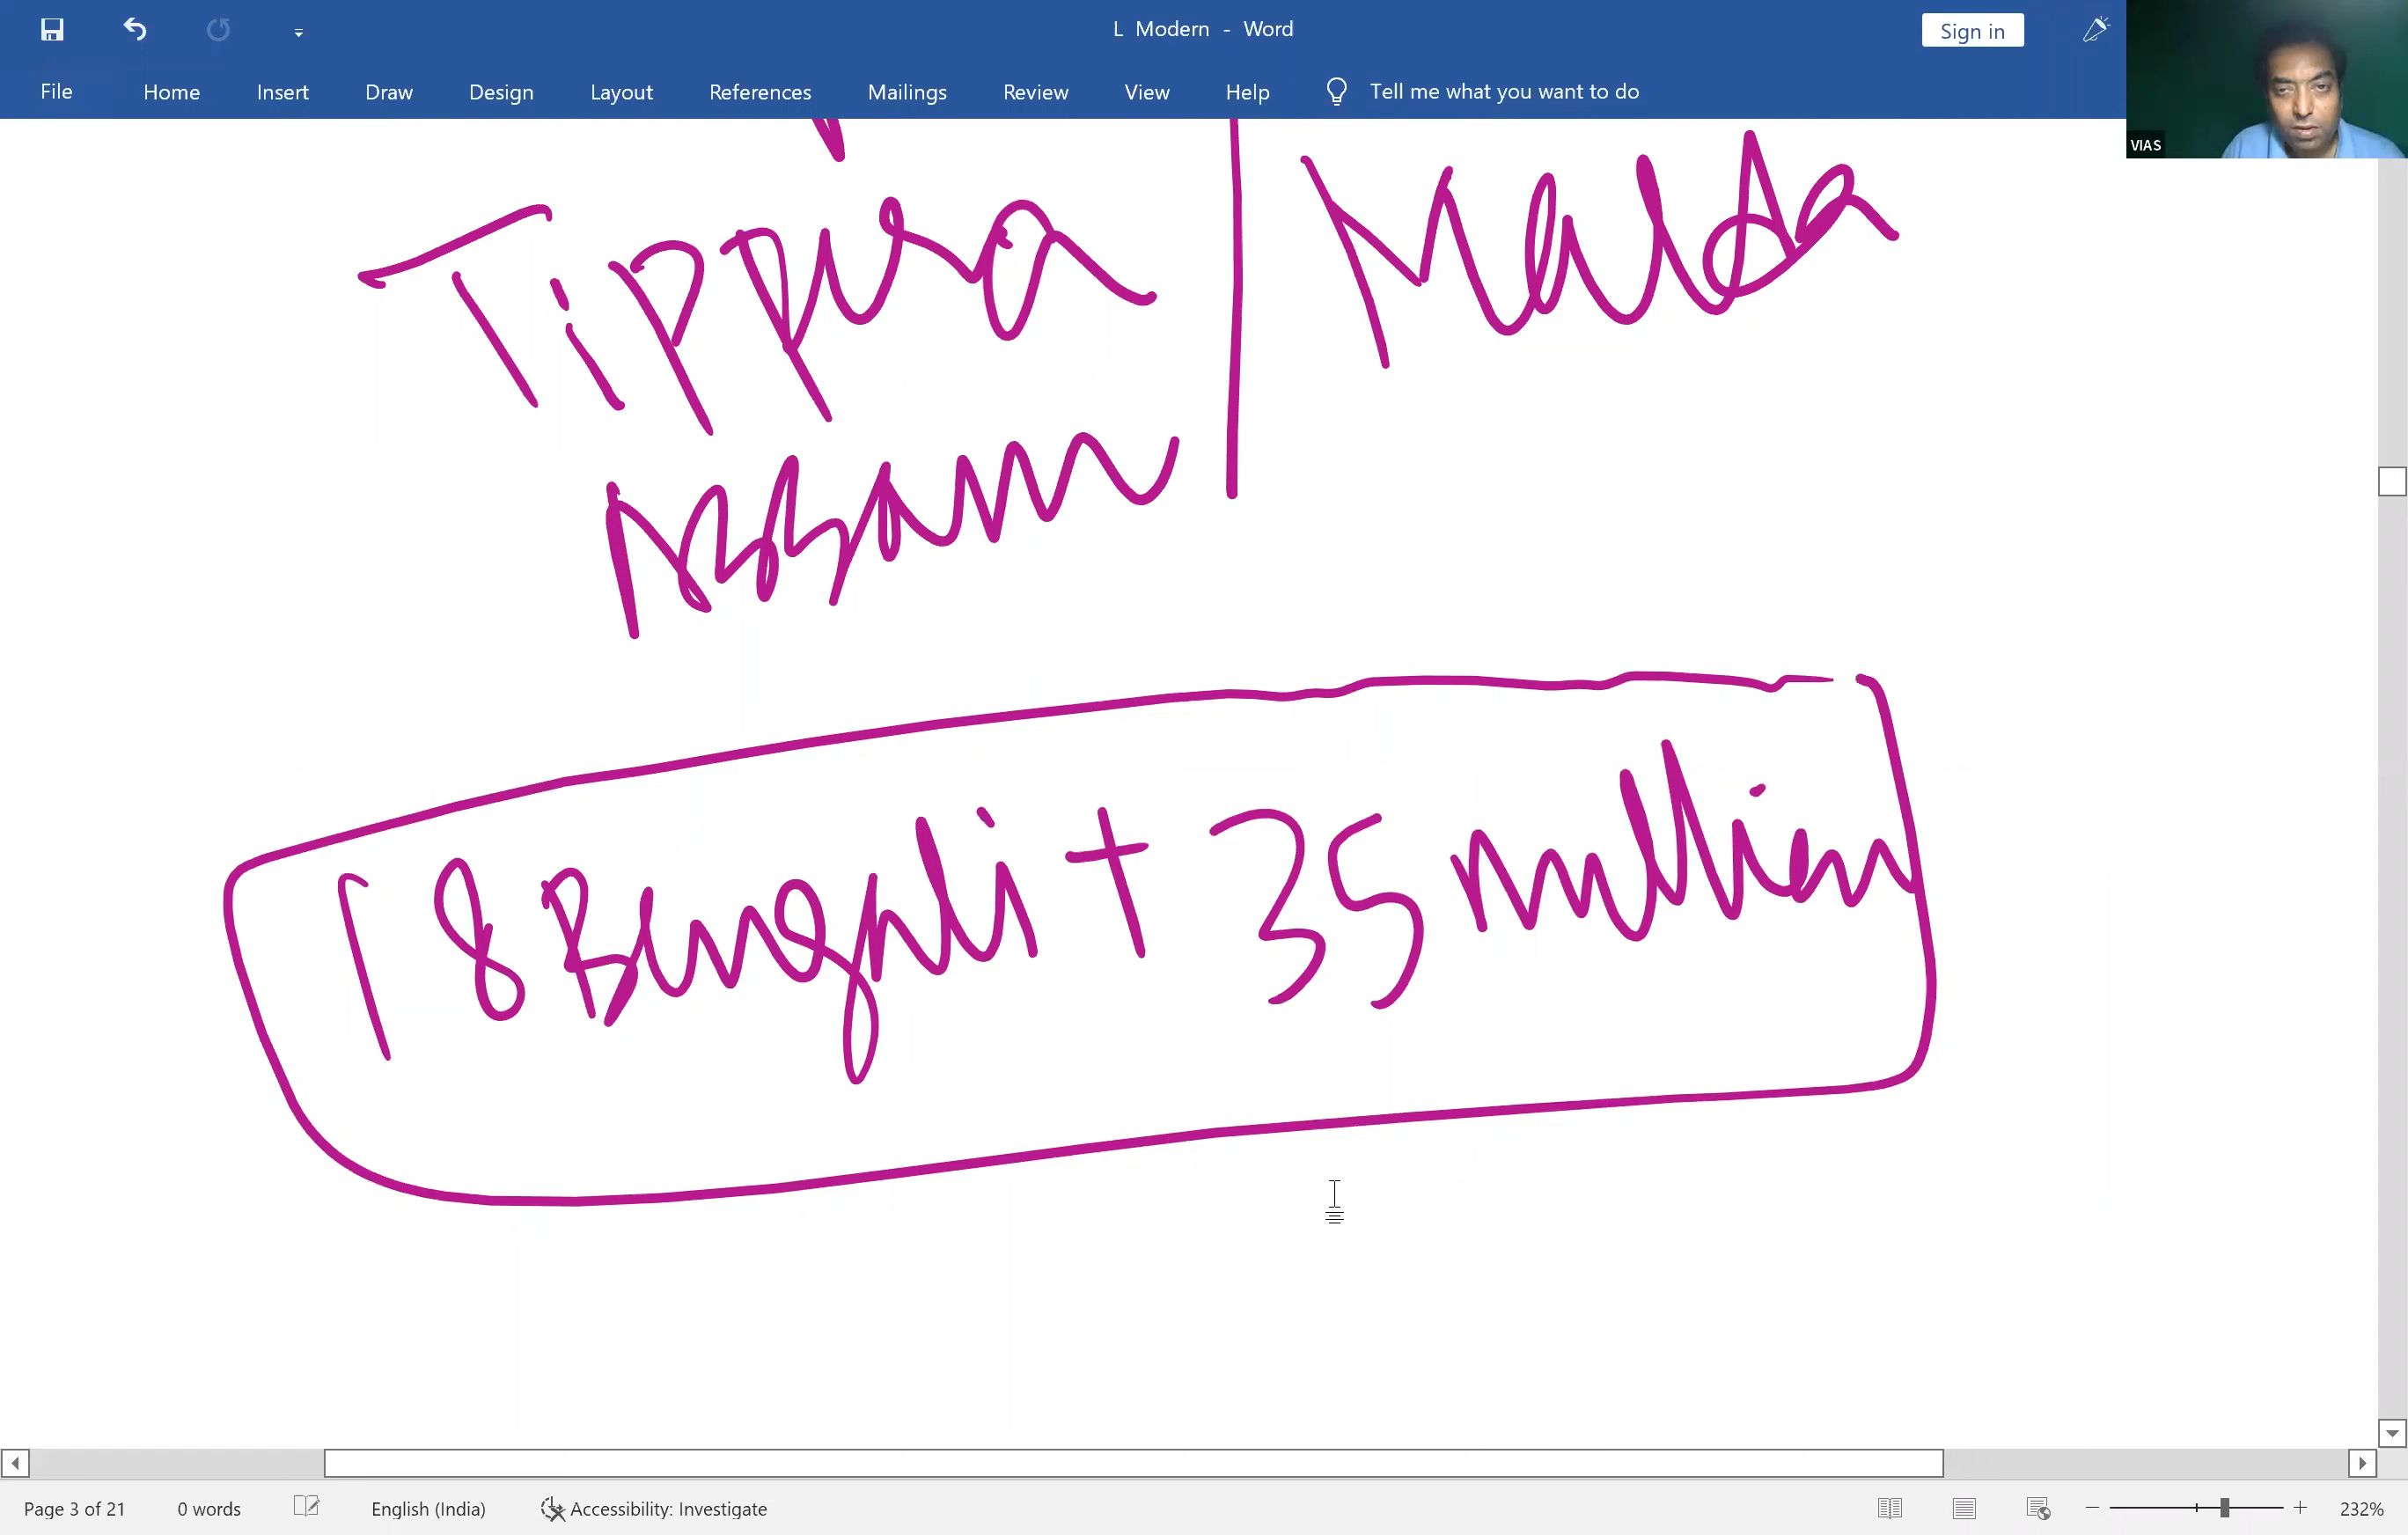 L Modern - Word
Sign in
VIAS
File Home Insert Draw Design Layout References Mailings Review View Help Tell me what you want to do
Tippera Malda
Assam
18 Bengali + 35 million
Page 3 of 21 0 words English (India) Accessibility: Investigate 232%